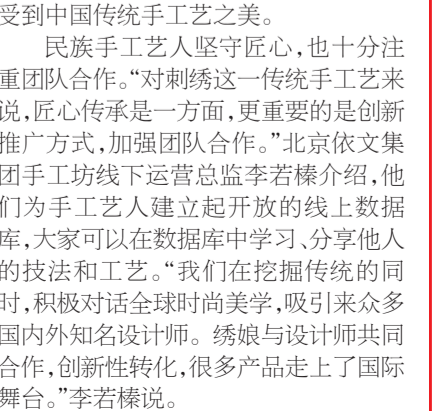 受到中国传统手工艺之美。
民族手工艺人坚守匠心,也十分注
重团队合作。“对刺绣这一传统手工艺来
说,匠心传承是一方面,更重要的是创新
推广方式,加强团队合作。”北京依文集
团手工坊线下运营总监李若榛介绍,他
们为手工艺人建立起开放的线上数据
库,大家可以在数据库中学习、分享他人
的技法和工艺。“我们在挖掘传统的同
时,积极对话全球时尚美学,吸引来众多
国内外知名设计师。绣娘与设计师共同
合作,创新性转化,很多产品走上了国际
舞台。”李若榛说。